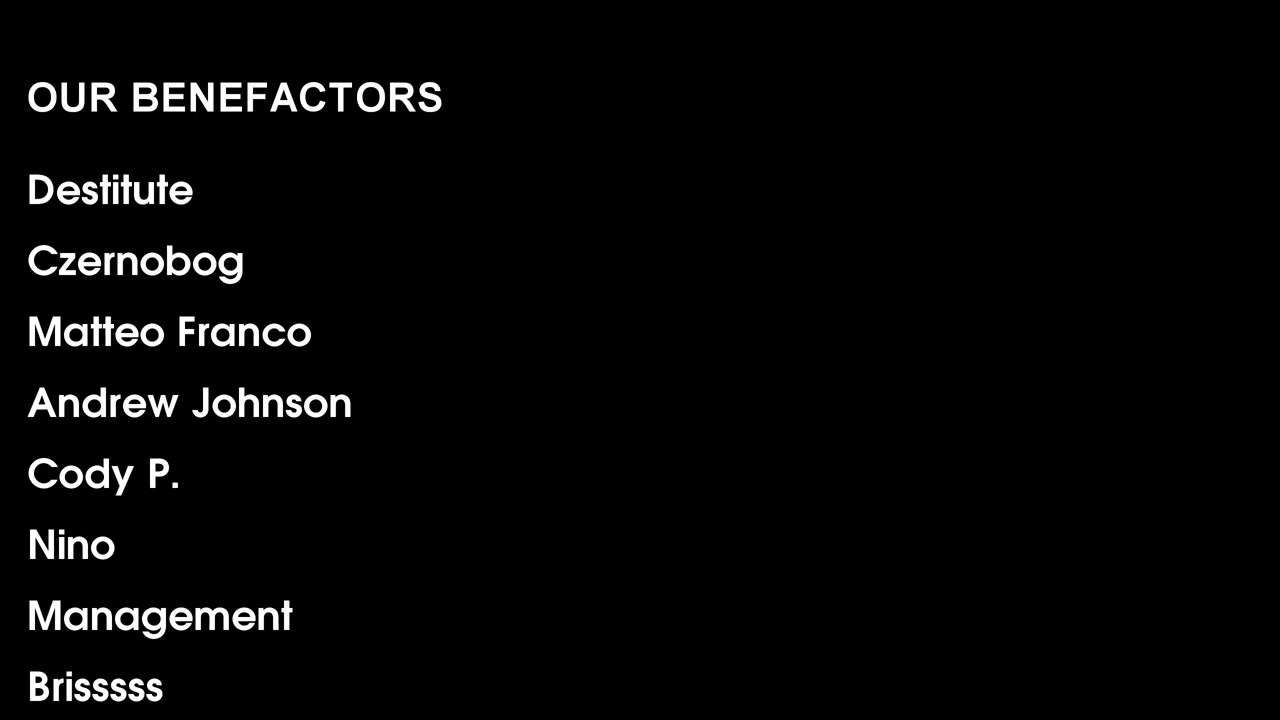 OUR BENEFACTORS
Destitute
Czernobog
Matteo Franco
Andrew Johnson
Cody P.
Nino
Management
Brisssss